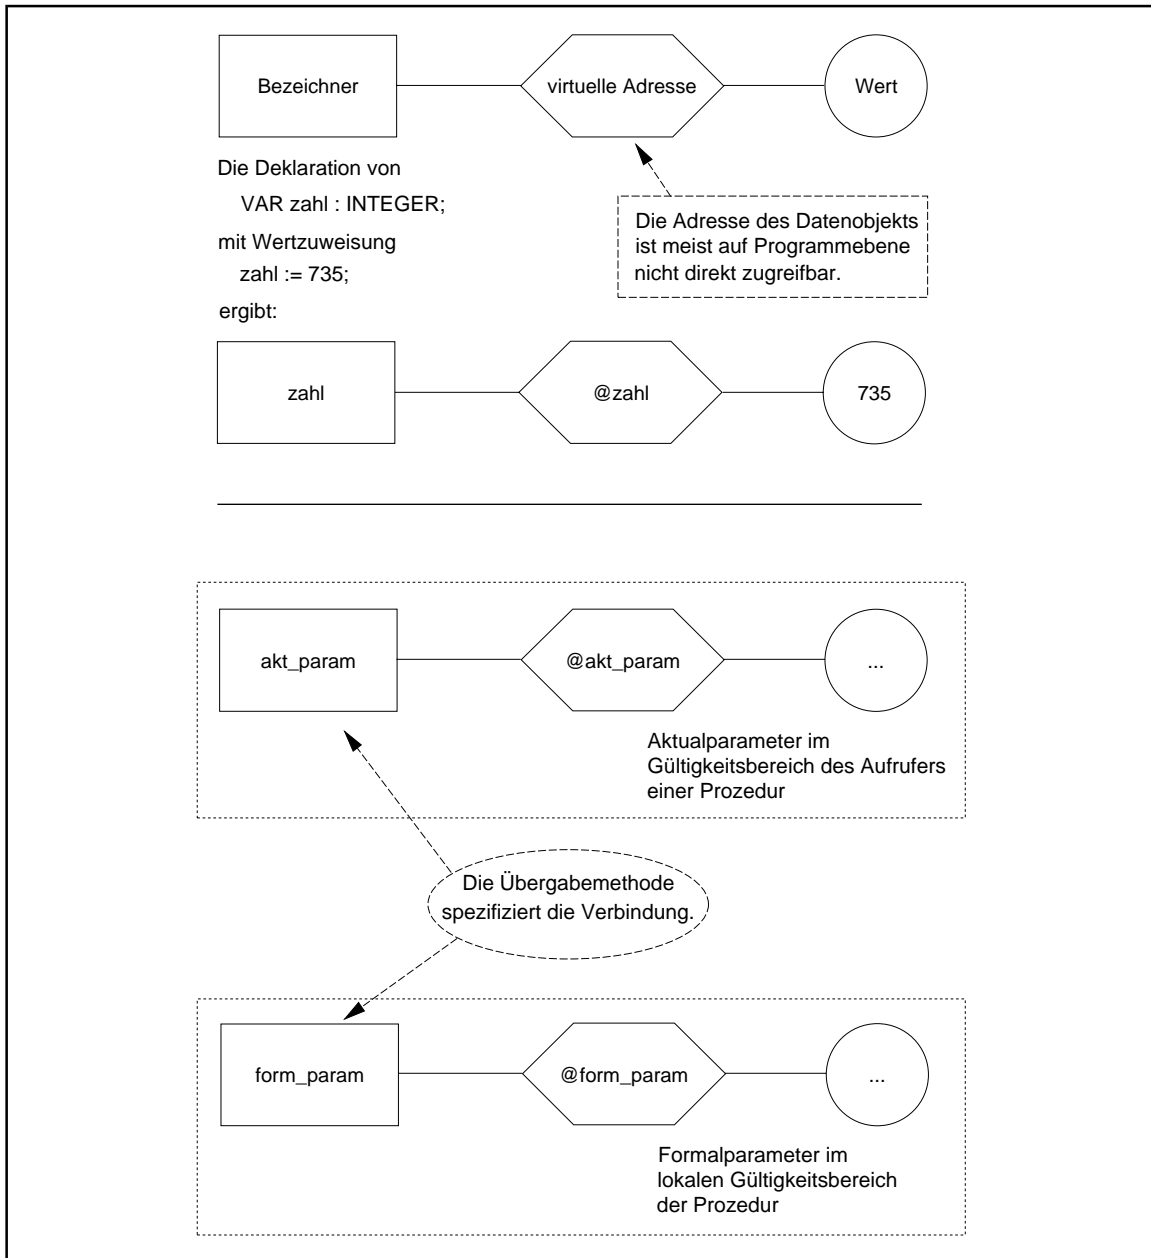 Bezeichner
virtuelle Adresse
Wert
Die Deklaration von
VAR zahl : INTEGER;
mit Wertzuweisung
zahl := 735;
ergibt:
Die Adresse des Datenobjekts
ist meist auf Programmebene
nicht direkt zugreifbar.
zahl
@zahl
735
akt_param
@akt_param
...
Aktualparameter im
Gültigkeitsbereich des Aufrufers
einer Prozedur
Die Übergabemethode
spezifiziert die Verbindung.
form_param
@form_param
...
Formalparameter im
lokalen Gültigkeitsbereich
der Prozedur